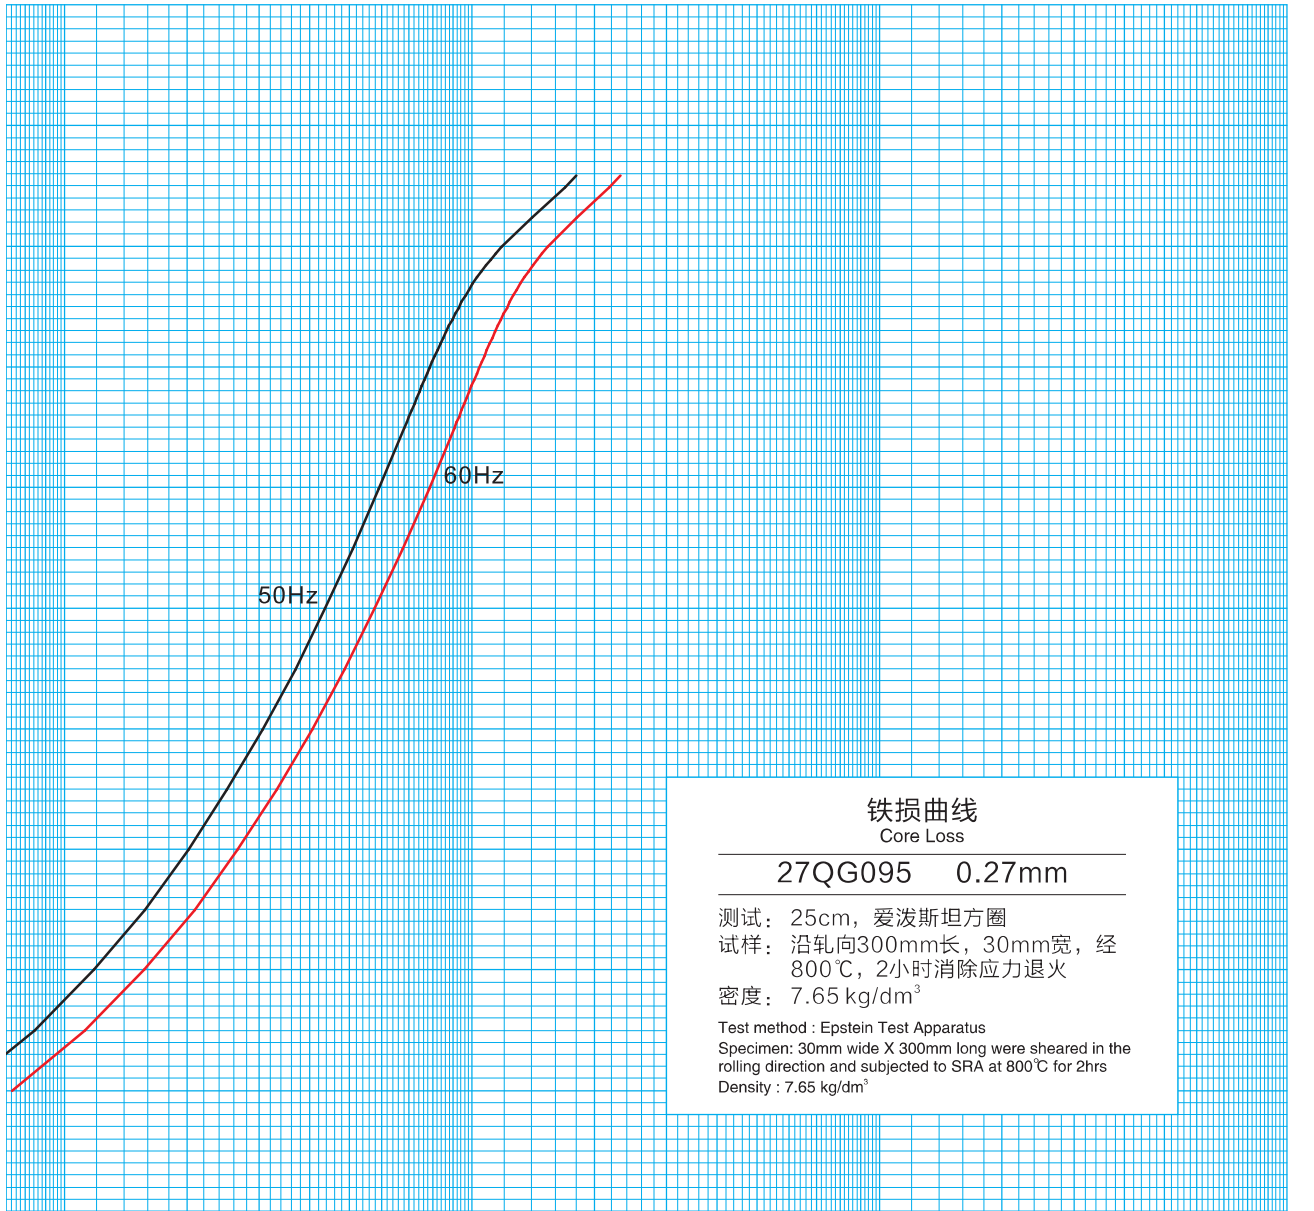 60Hz
50Hz
铁损曲线
Core Loss
27QG095 0.27mm
测试： 25cm，爱泼斯坦方圈
试样： 沿轧向300mm长，30mm宽，经
800℃，2小时消除应力退火
密度： 7.65 kg/dm³
Test method : Epstein Test Apparatus
Specimen: 30mm wide X 300mm long were sheared in the
rolling direction and subjected to SRA at 800℃ for 2hrs
Density : 7.65 kg/dm³